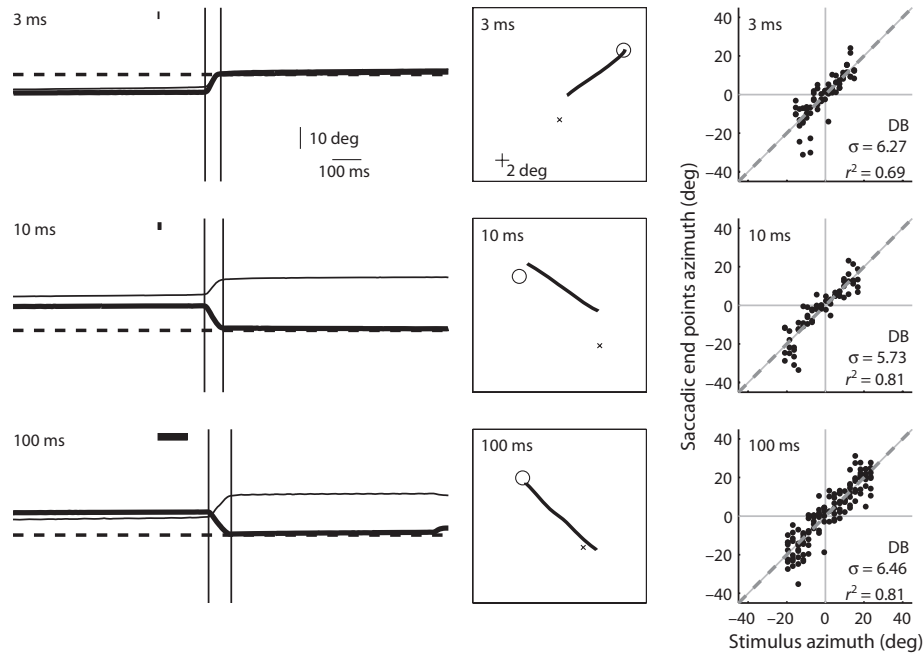 3 ms
10 deg
100 ms
3 ms
2 deg
3 ms
40
20
0
−20
−40
DB
σ = 6.27
r² = 0.69
10 ms
10 ms
10 ms
40
20
0
−20
−40
DB
σ = 5.73
r² = 0.81
Saccadic end points azimuth (deg)
100 ms
100 ms
100 ms
40
20
0
−20
−40
DB
σ = 6.46
r² = 0.81
−40 −20 0 20 40
Stimulus azimuth (deg)